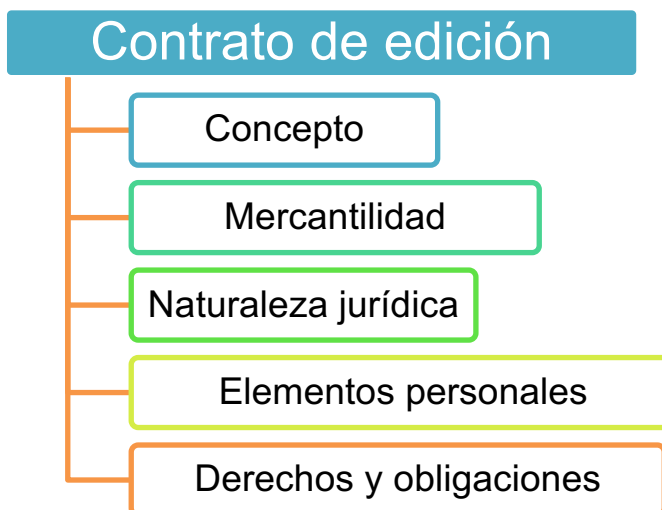 Contrato de edición
Concepto
Mercantilidad
Naturaleza jurídica
Elementos personales
Derechos y obligaciones